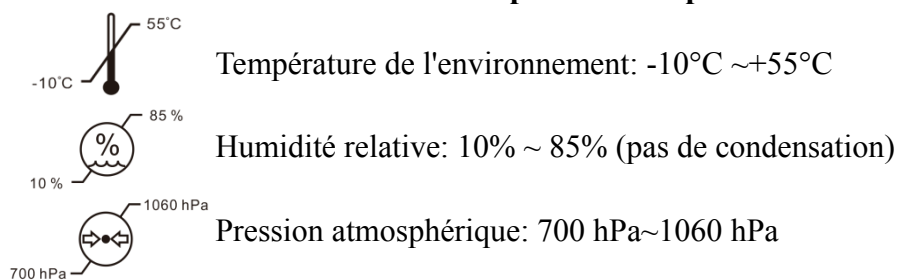 55°C
-10°C
Température de l'environnement: -10°C ~+55°C
85 %
%
10 %
Humidité relative: 10% ~ 85% (pas de condensation)
1060 hPa
700 hPa
Pression atmosphérique: 700 hPa~1060 hPa